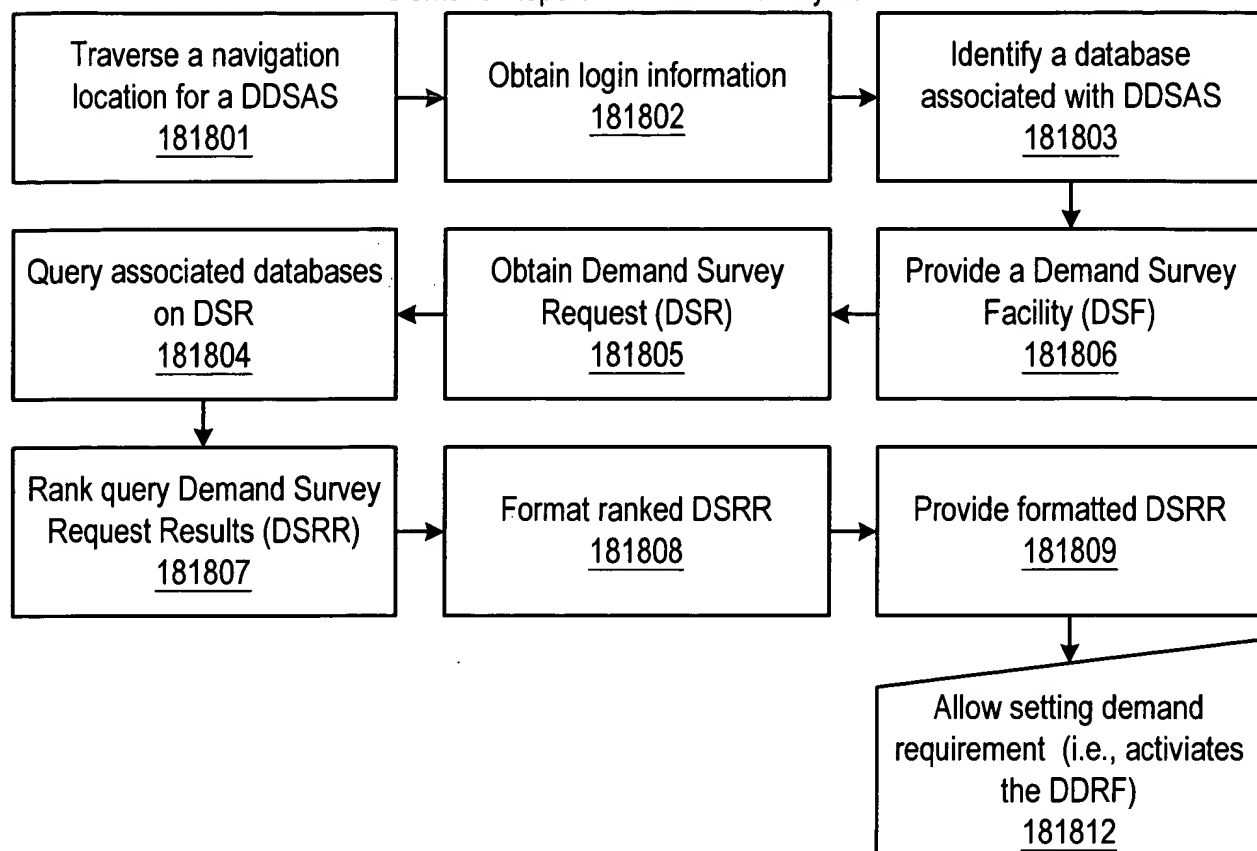 Traverse a navigation
location for a DDSAS
181801
Obtain login information
181802
Identify a database
associated with DDSAS
181803
Query associated databases
on DSR
181804
Obtain Demand Survey
Request (DSR)
181805
Provide a Demand Survey
Facility (DSF)
181806
Rank query Demand Survey
Request Results (DSRR)
181807
Format ranked DSRR
181808
Provide formatted DSRR
181809
Allow setting demand
requirement (i.e., activiates
the DDRF)
181812